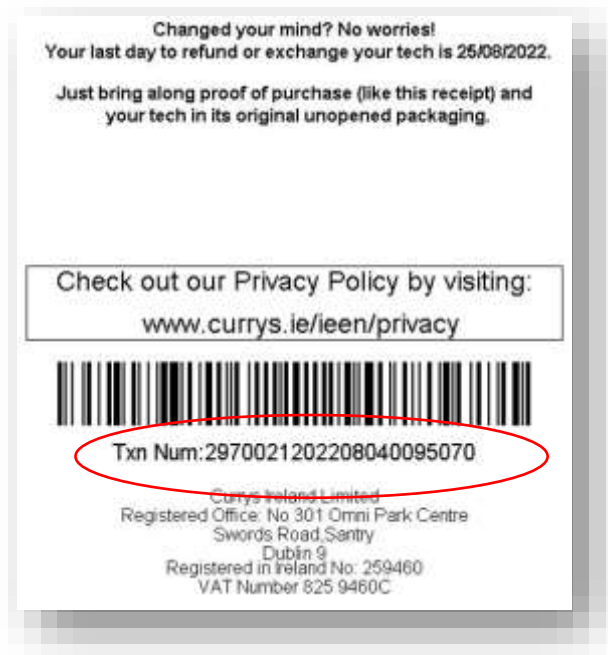 Changed your mind? No worries!
Your last day to refund or exchange your tech is 25/08/2022.
Just bring along proof of purchase (like this receipt) and
your tech in its original unopened packaging.
Check out our Privacy Policy by visiting:
www.currys.ie/ieen/privacy
Txn Num:2970021202208040095070
Currys Ireland Limited
Registered Office: No 301 Omni Park Centre
Swords Road,Santry
Dublin 9
Registered in Ireland No: 259460
VAT Number 825 9460C